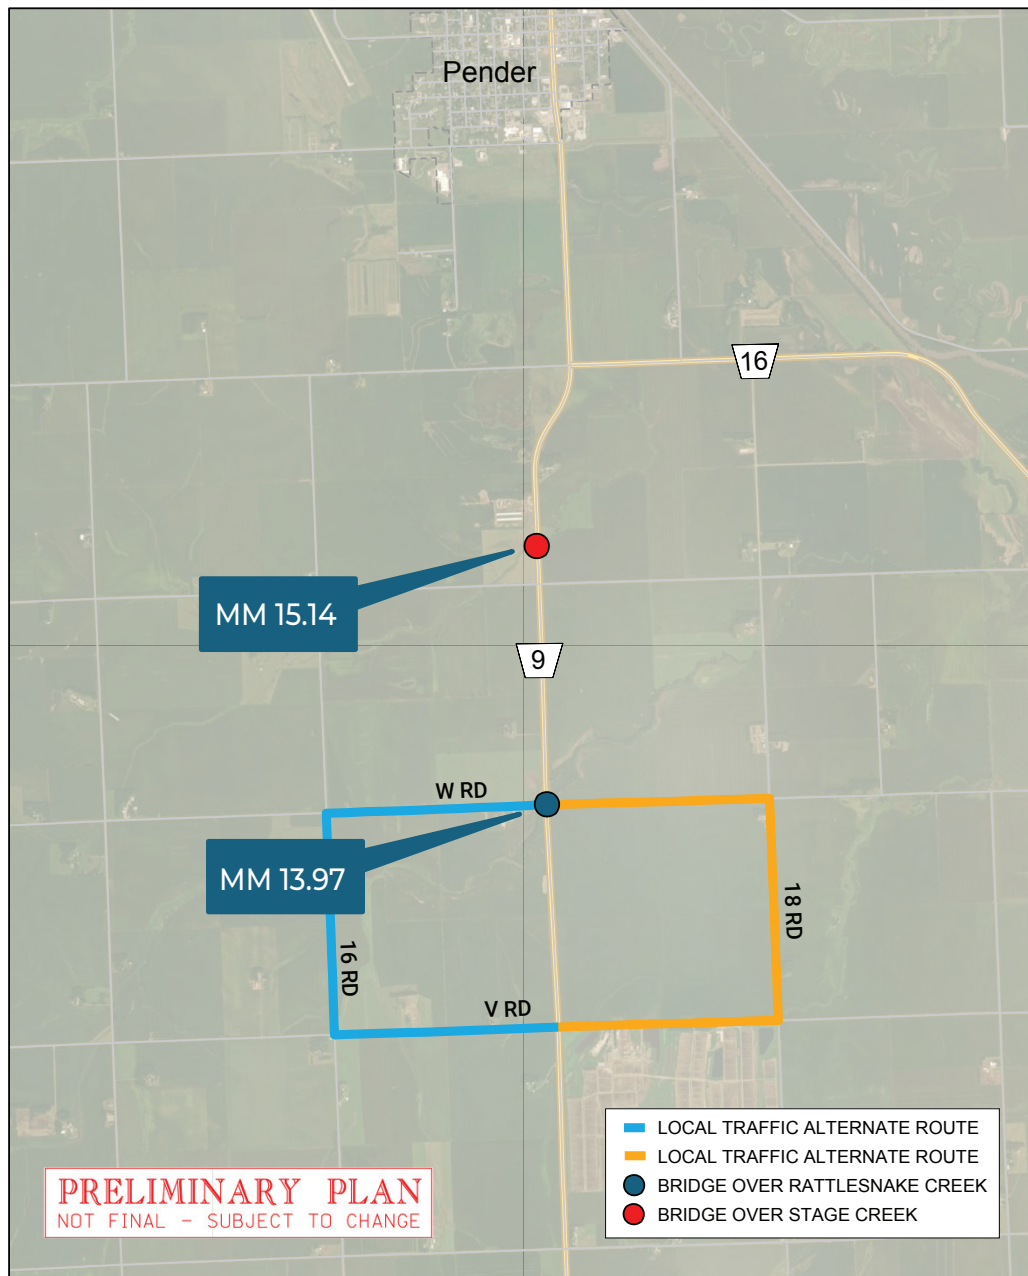 Pender
16
MM 15.14
9
W RD
MM 13.97
18 RD
16 RD
V RD
LOCAL TRAFFIC ALTERNATE ROUTE
LOCAL TRAFFIC ALTERNATE ROUTE
BRIDGE OVER RATTLESNAKE CREEK
BRIDGE OVER STAGE CREEK
PRELIMINARY PLAN
NOT FINAL - SUBJECT TO CHANGE